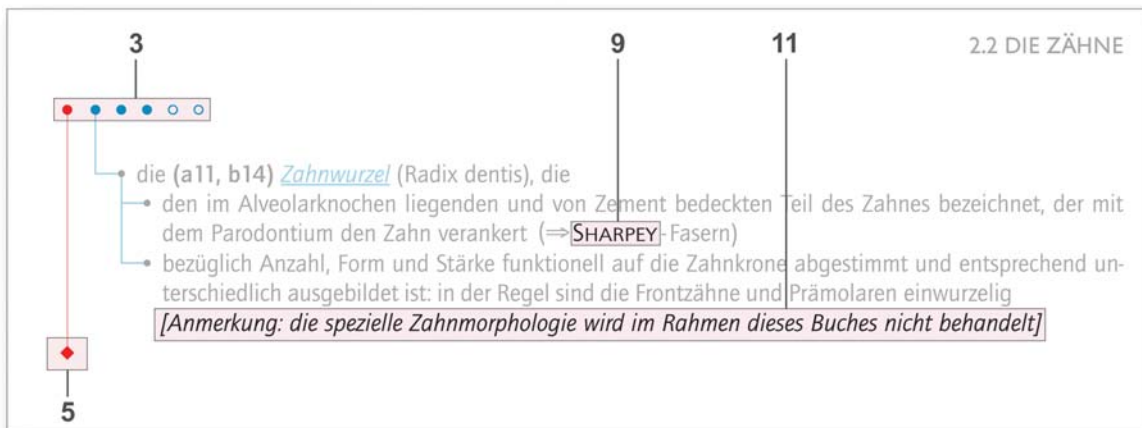 3 9 11 2.2 DIE ZÄHNE
die (a11, b14) Zahnwurzel (Radix dentis), die
den im Alveolarknochen liegenden und von Zement bedeckten Teil des Zahnes bezeichnet, der mit
dem Parodontium den Zahn verankert (⇒SHARPEY-Fasern)
bezüglich Anzahl, Form und Stärke funktionell auf die Zahnkrone abgestimmt und entsprechend un-
terschiedlich ausgebildet ist: in der Regel sind die Frontzähne und Prämolaren einwurzelig
[Anmerkung: die spezielle Zahnmorphologie wird im Rahmen dieses Buches nicht behandelt]
5